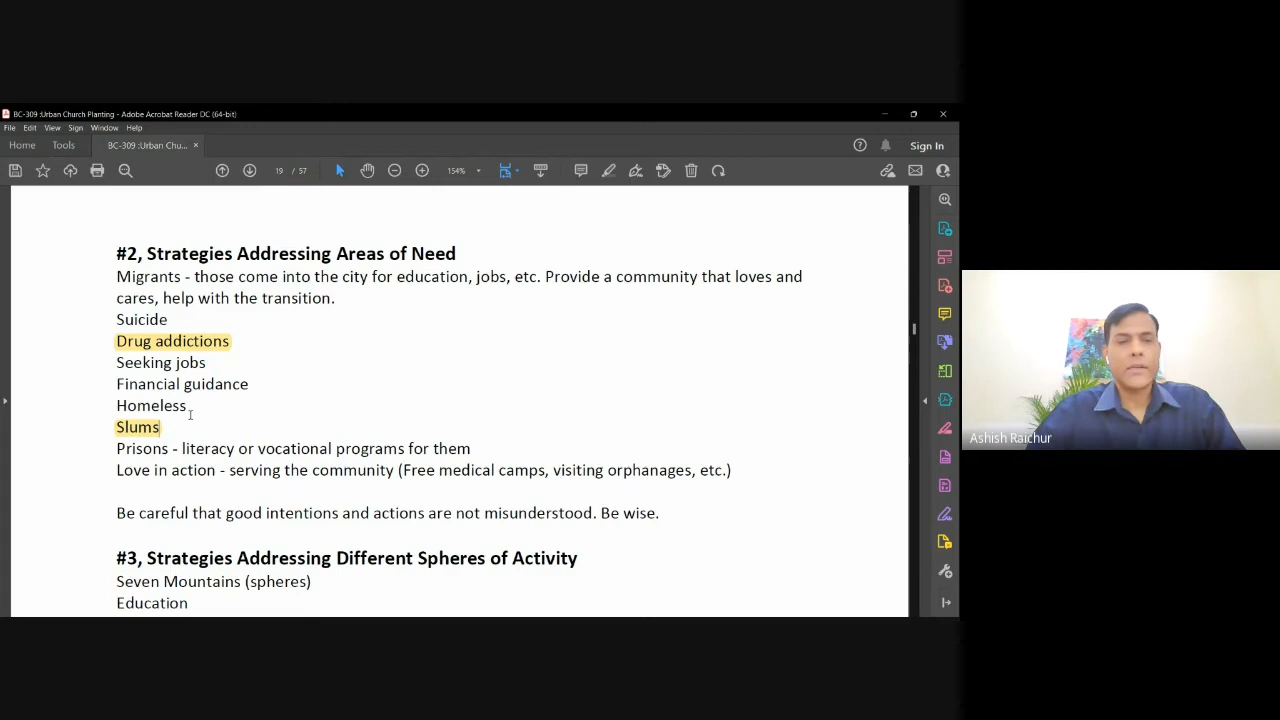 BC-309 :Urban Church Planting - Adobe Acrobat Reader DC (64-bit)
File Edit View Sign Window Help
Home Tools BC-309 :Urban Chu... × Sign In
19 / 57 154%
#2, Strategies Addressing Areas of Need
Migrants - those come into the city for education, jobs, etc. Provide a community that loves and
cares, help with the transition.
Suicide
Drug addictions
Seeking jobs
Financial guidance
Homeless
Slums
Prisons - literacy or vocational programs for them
Love in action - serving the community (Free medical camps, visiting orphanages, etc.)
Be careful that good intentions and actions are not misunderstood. Be wise.
#3, Strategies Addressing Different Spheres of Activity
Seven Mountains (spheres)
Education
Ashish Raichur